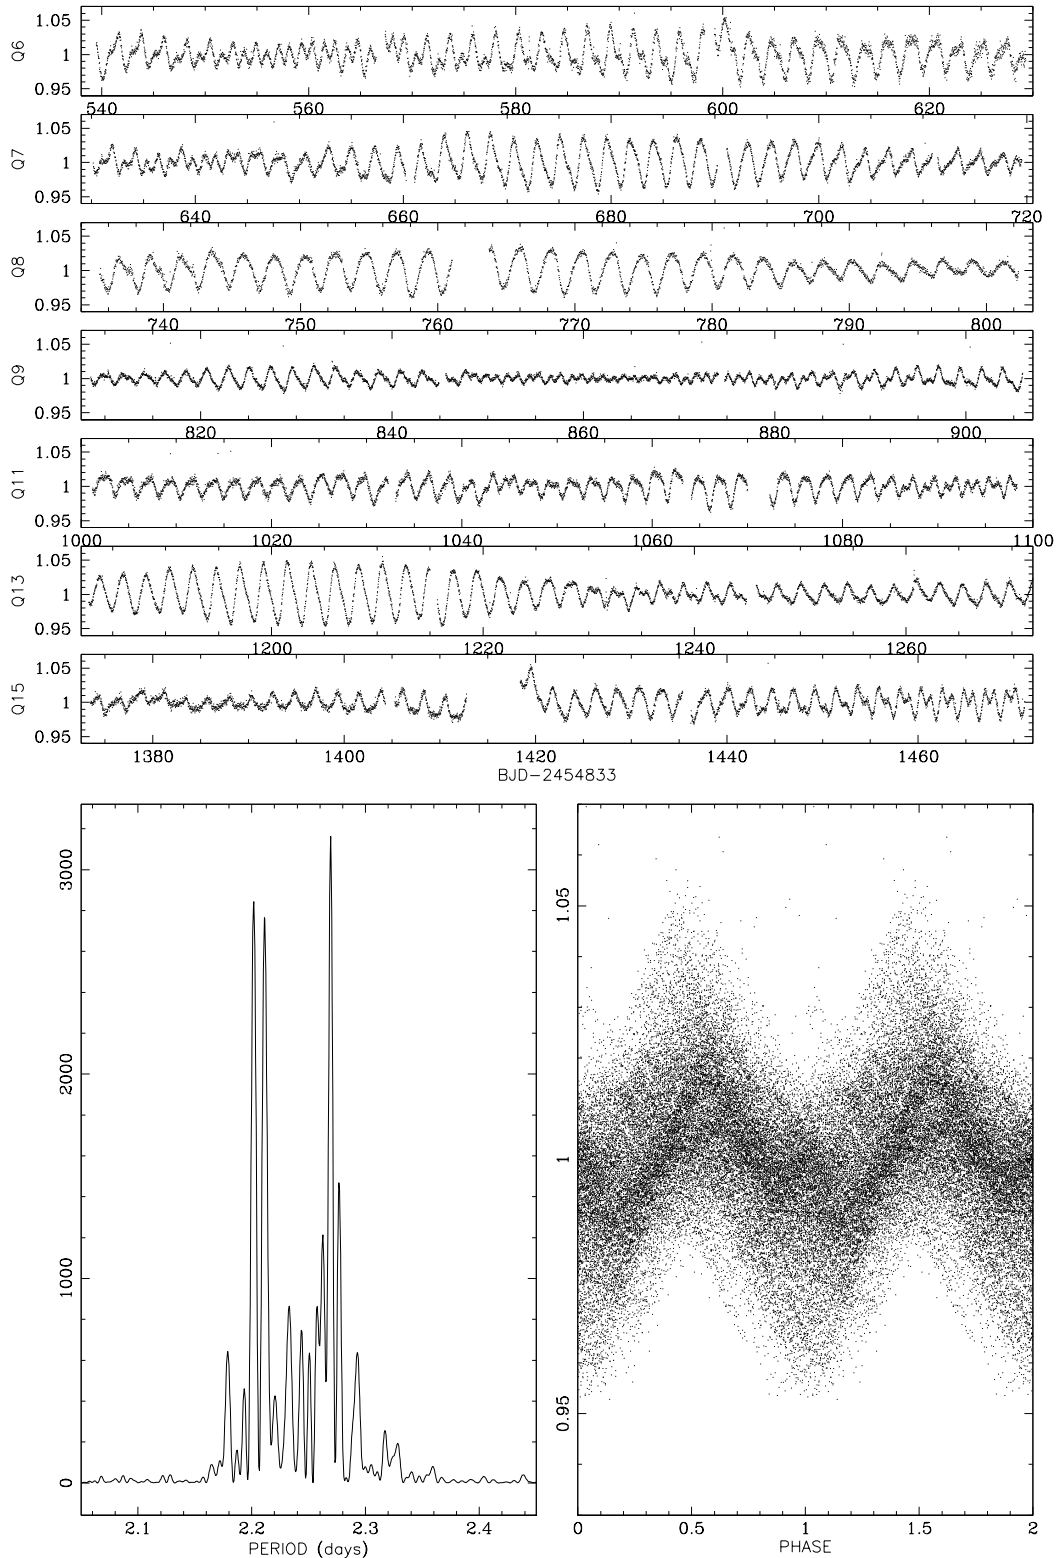 Q6
1.05
1
0.95
540 560 580 600 620
Q7
1.05
1
0.95
640 660 680 700 720
Q8
1.05
1
0.95
740 750 760 770 780 790 800
Q9
1.05
1
0.95
820 840 860 880 900
Q11
1.05
1
0.95
1000 1020 1040 1060 1080 1100
Q13
1.05
1
0.95
1200 1220 1240 1260
Q15
1.05
1
0.95
1380 1400 1420 1440 1460
BJD-2454833
3000
2000
1000
0
2.1 2.2 2.3 2.4
PERIOD (days)
1.05
1
0.95
0 0.5 1 1.5 2
PHASE